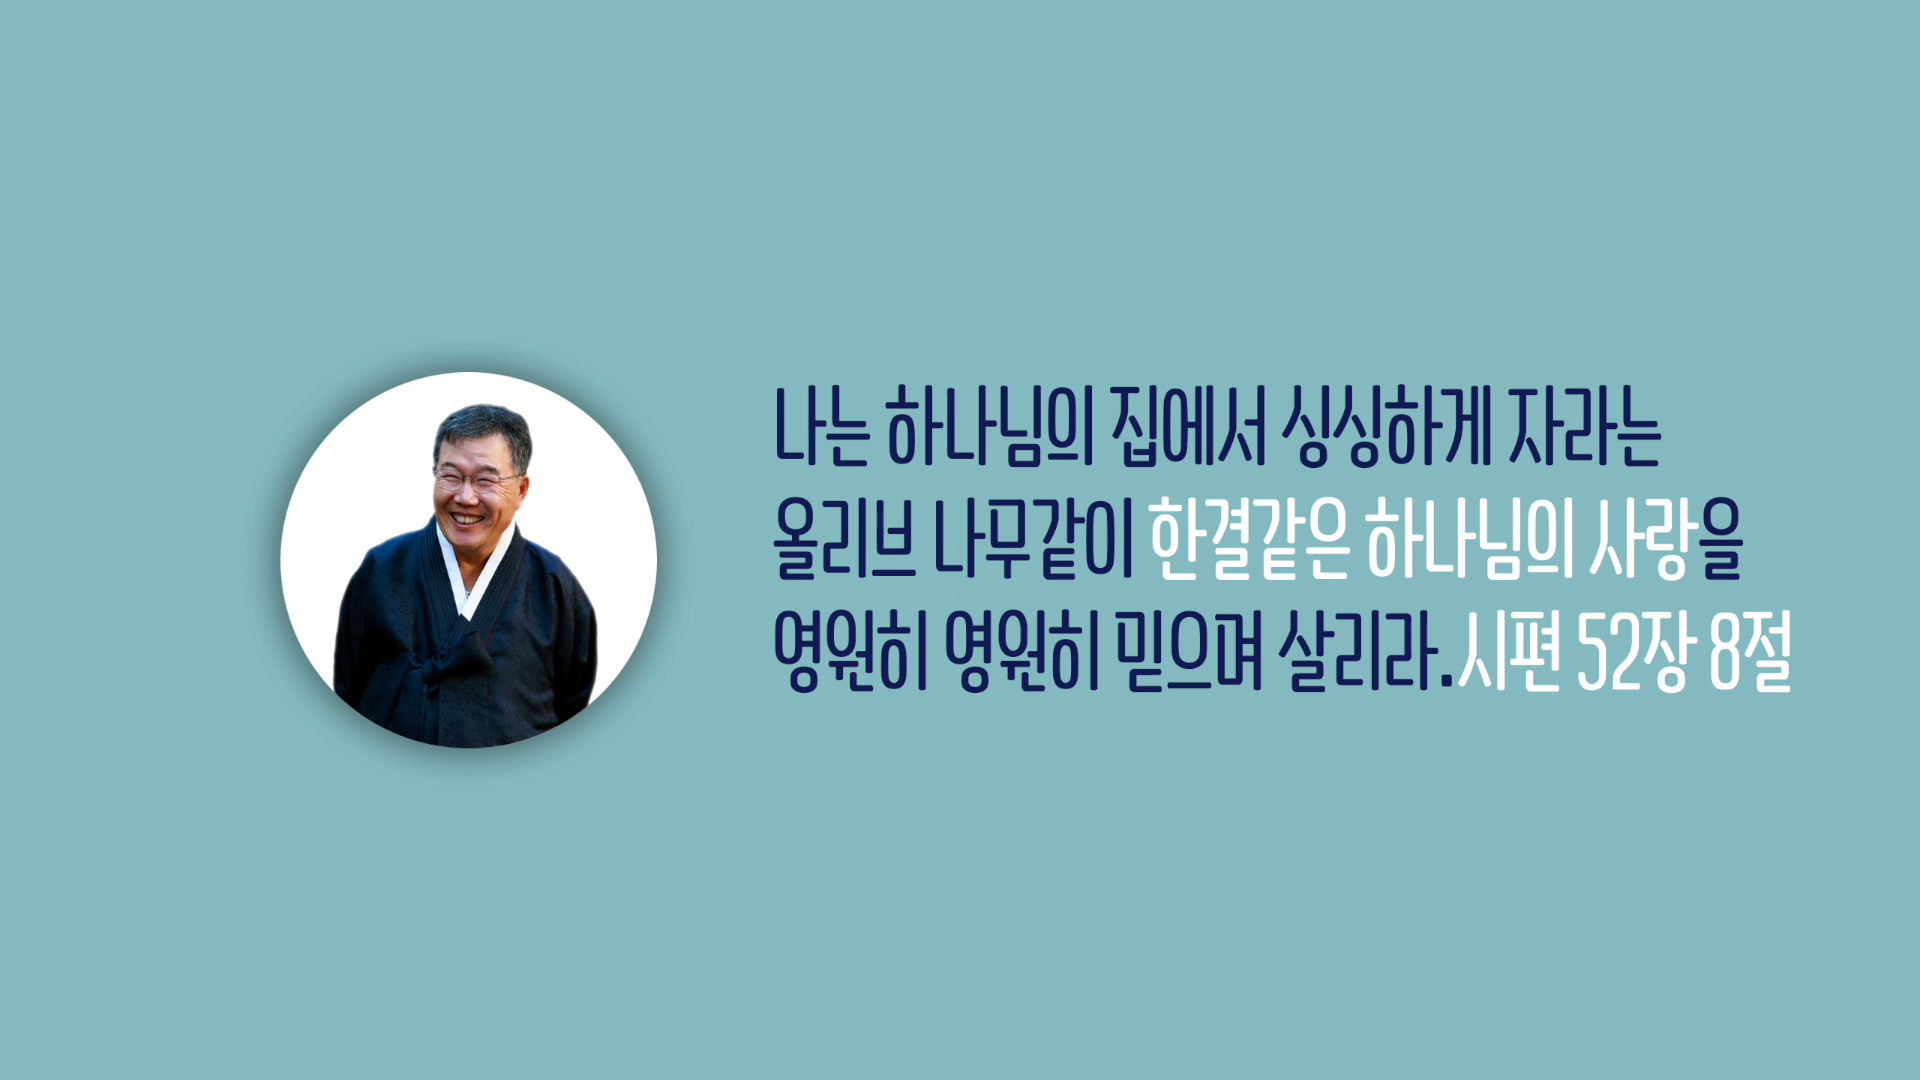 나는 하나님의 집에서 싱싱하게 자라는
올리브 나무같이 한결같은 하나님의 사랑을
영원히 영원히 믿으며 살리라.시편 52장 8절